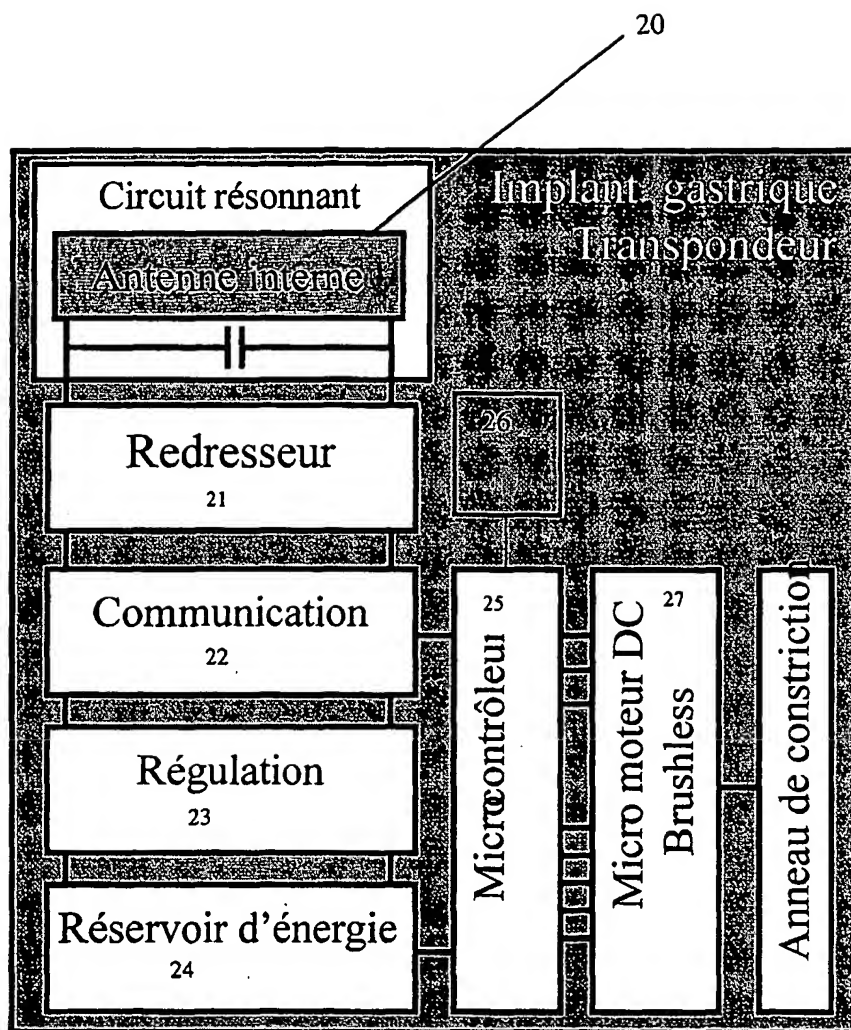 20
Circuit résonnant
Antenne interne
Implant gastrique
Transpondeur
Redresseur
21
26
Communication
22
Régulation
23
Réservoir d'énergie
24
25
Microcontrôleur
27
Micro moteur DC
Brushless
Anneau de constriction